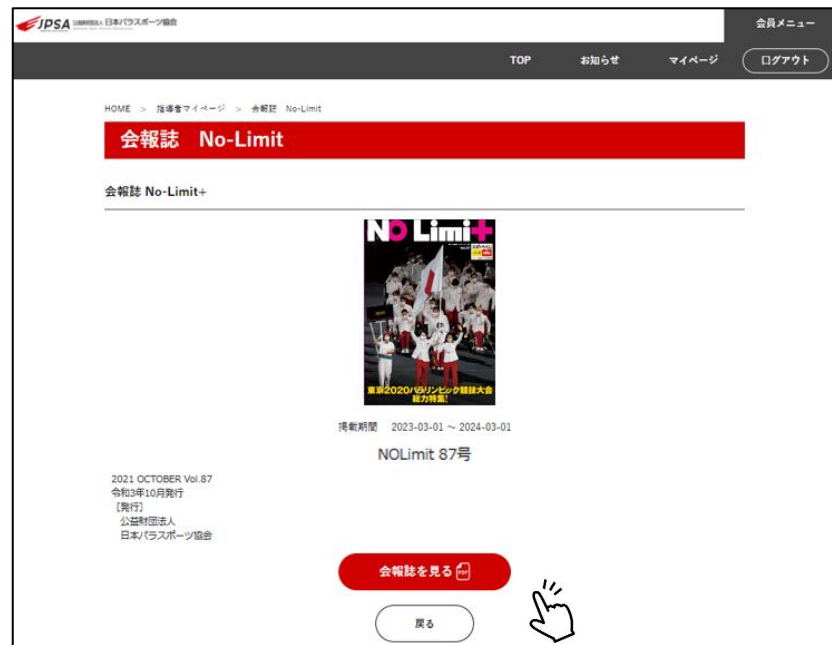 JPSA 公益財団法人 日本パラスポーツ協会
会員メニュー
TOP お知らせ マイページ ログアウト
HOME > 指導者マイページ > 会報誌 No-Limit
会報誌 No-Limit
会報誌 No-Limit+
NO Limi+
東京2020パラリンピック競技大会
総力特集!
掲載期間 2023-03-01 ~ 2024-03-01
NOLimit 87号
2021 OCTOBER Vol.87
令和3年10月発行
［発行］
公益財団法人
日本パラスポーツ協会
会報誌を見る PDF
戻る